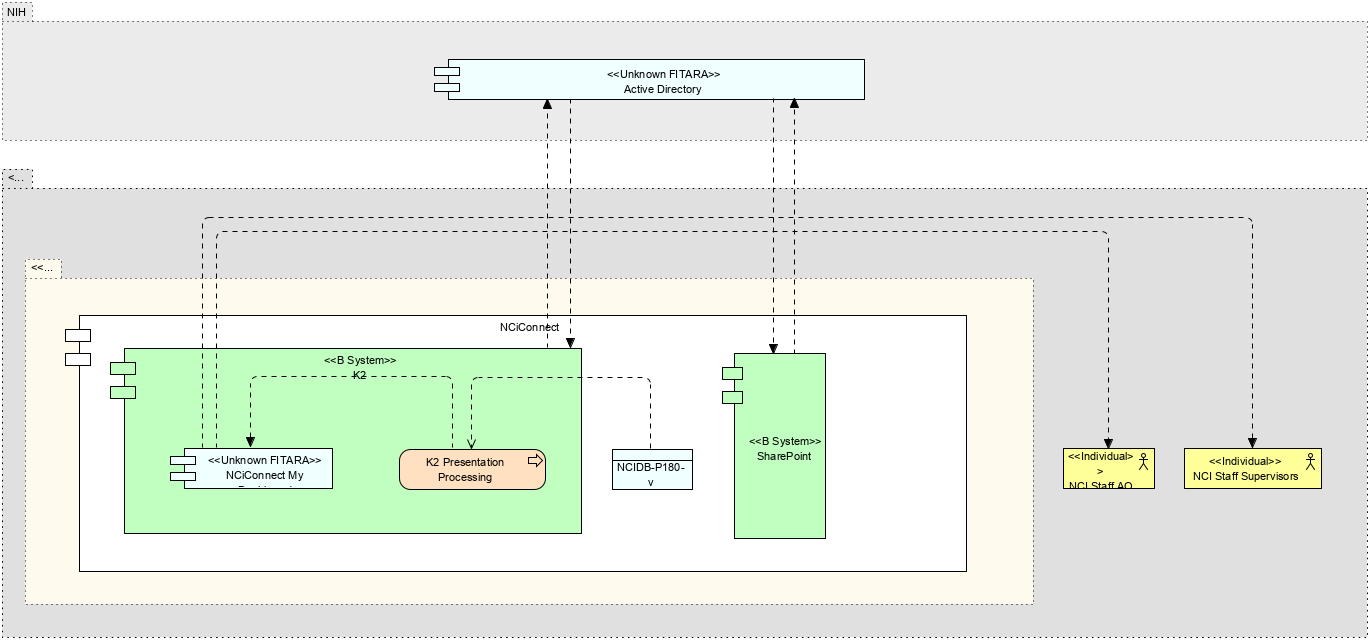 NIH
<<Unknown FITARA>>
Active Directory
<...
<<...
NCiConnect
<<B System>>
K2
<<Unknown FITARA>>
NCiConnect My
K2 Presentation
Processing
NCIDB-P180-
v
<<B System>>
SharePoint
<<Individual>
>
NCI Staff AO
<<Individual>>
NCI Staff Supervisors